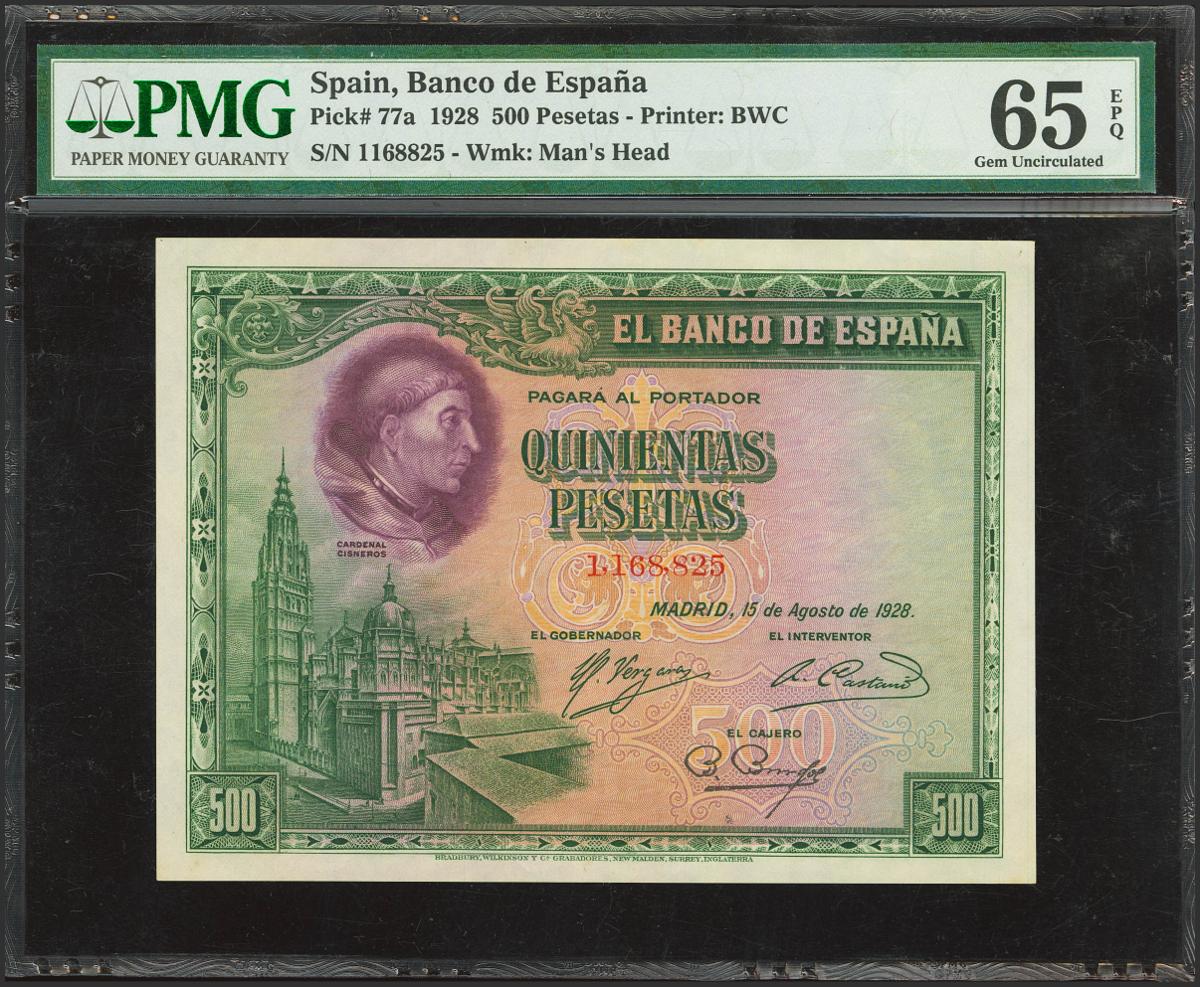 PMG
PAPER MONEY GUARANTY
Spain, Banco de España
Pick# 77a 1928 500 Pesetas - Printer: BWC
S/N 1168825 - Wmk: Man's Head
65 EPQ
Gem Uncirculated
EL BANCO DE ESPAÑA
PAGARÁ AL PORTADOR
QUINIENTAS
PESETAS
CARDENAL
CISNEROS
1,168,825
MADRID, 15 de Agosto de 1928.
EL GOBERNADOR EL INTERVENTOR
500
EL CAJERO
500 500
BRADBURY, WILKINSON Y Cª GRABADORES, NEW MALDEN, SURREY, INGLATERRA